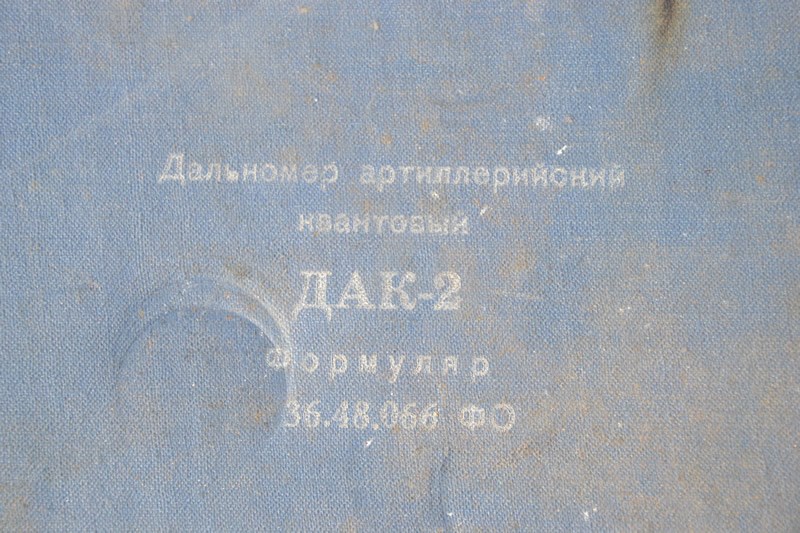 Дальномер артиллерийский
квантовый
ДАК-2
Формуляр
36.48.066 ФО